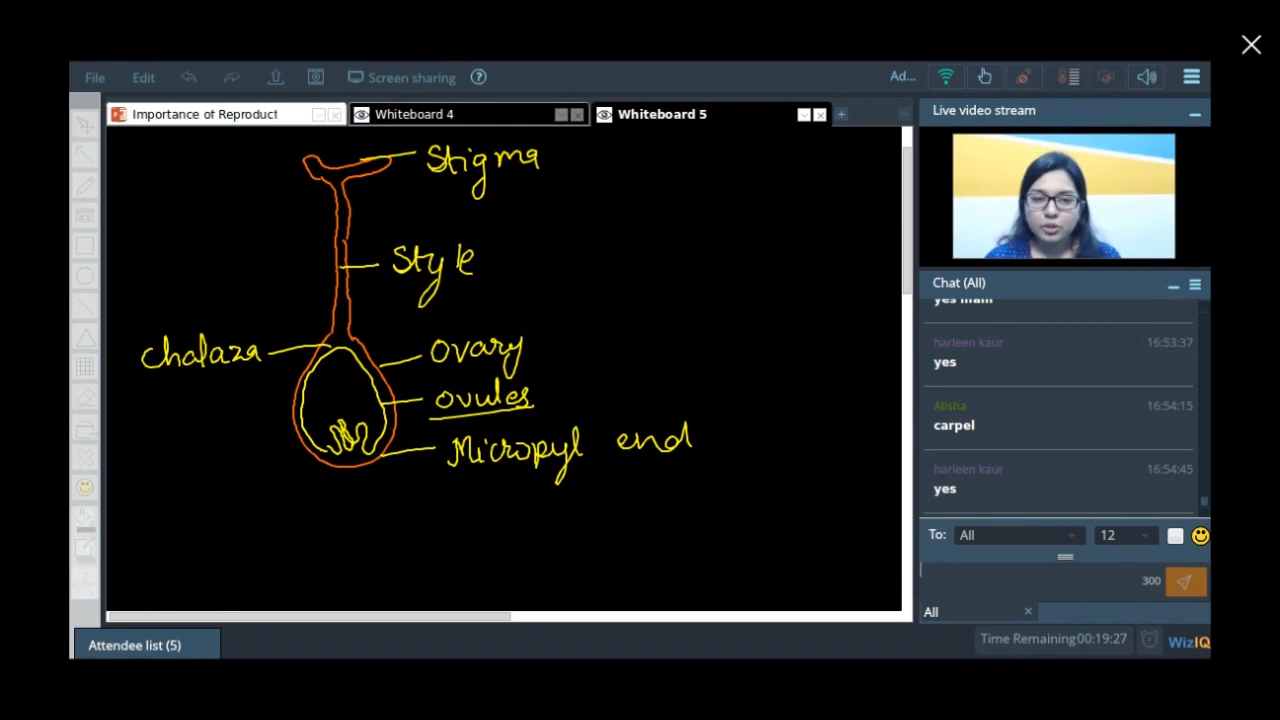 File Edit Screen sharing ? Ad...
Importance of Reproduct
Whiteboard 4
Whiteboard 5
+
Stigma
Style
Chalaza
Ovary
Ovules
Micropyl end
Live video stream
Chat (All)
harleen kaur 16:53:37
yes
Alisha 16:54:15
carpel
harleen kaur 16:54:45
yes
To: All 12
300
All
Attendee list (5)
Time Remaining 00:19:27
WizIQ